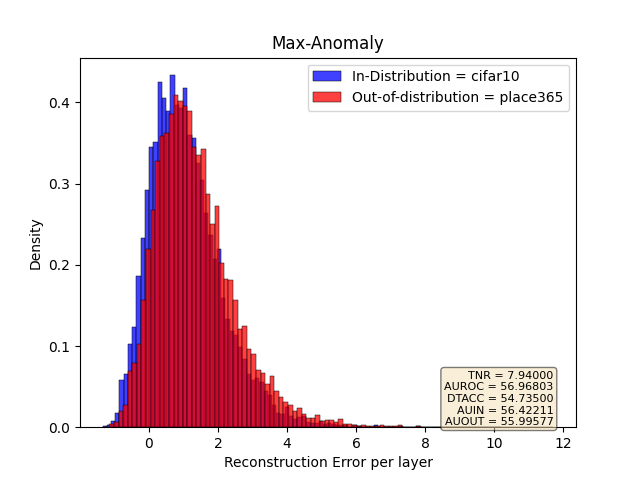 Max-Anomaly
In-Distribution = cifar10
Out-of-distribution = place365
Density
0.4
0.3
0.2
0.1
0.0
TNR = 7.94000
AUROC = 56.96803
DTACC = 54.73500
AUIN = 56.42211
AUOUT = 55.99577
0 2 4 6 8 10 12
Reconstruction Error per layer